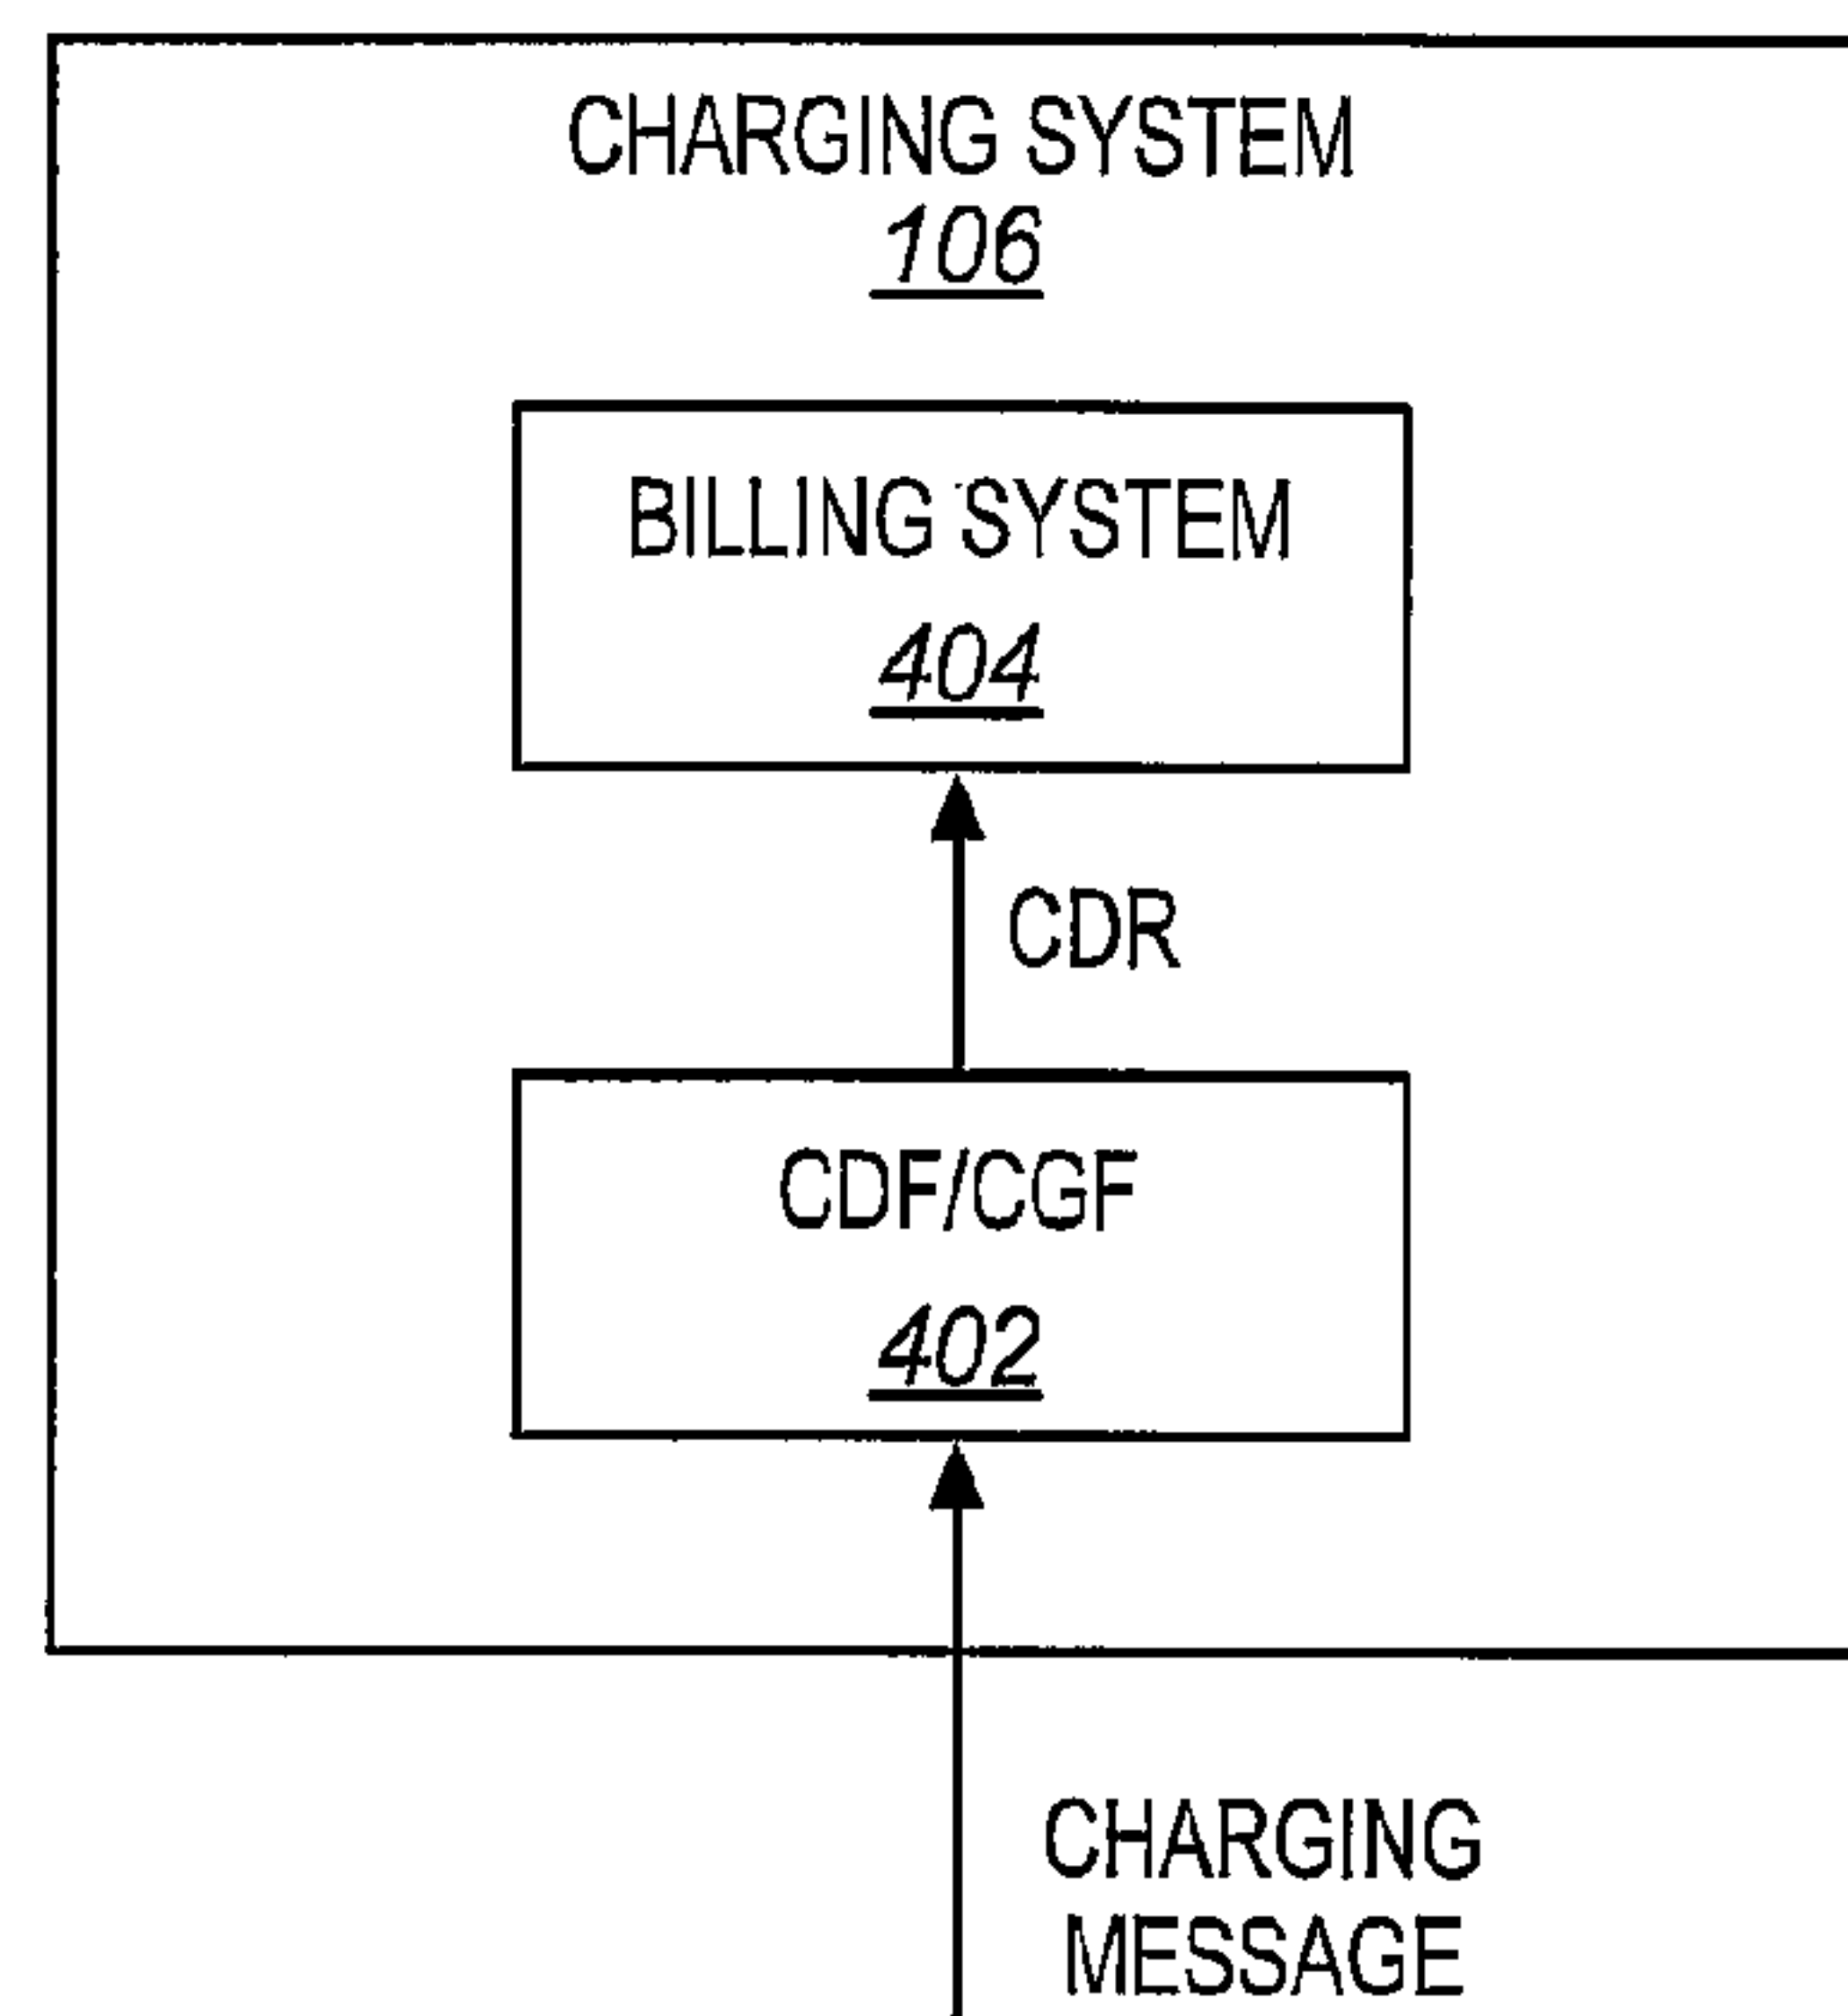 CHARGING SYSTEM
106
BILLING SYSTEM
404
CDR
CDF/CGF
402
CHARGING
MESSAGE